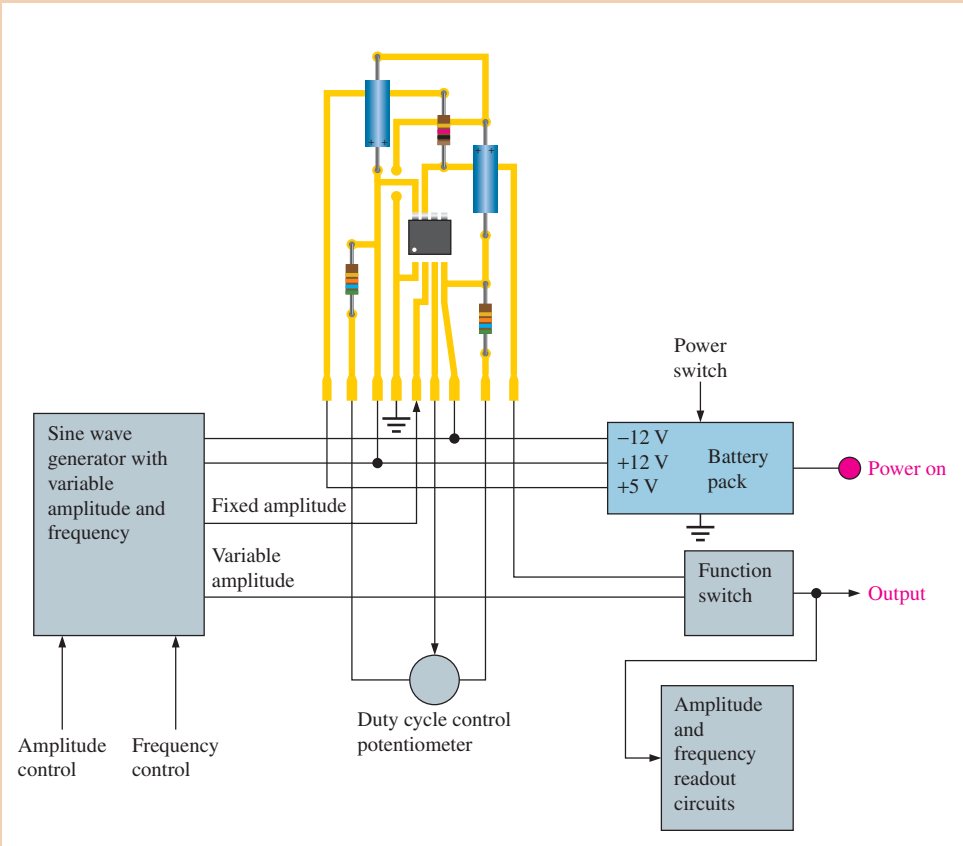 Power
switch
Sine wave
generator with
variable
amplitude and
frequency
−12 V
+12 V
+5 V
Battery
pack
Power on
Fixed amplitude
Variable
amplitude
Function
switch
Output
Duty cycle control
potentiometer
Amplitude
and
frequency
readout
circuits
Amplitude
control
Frequency
control